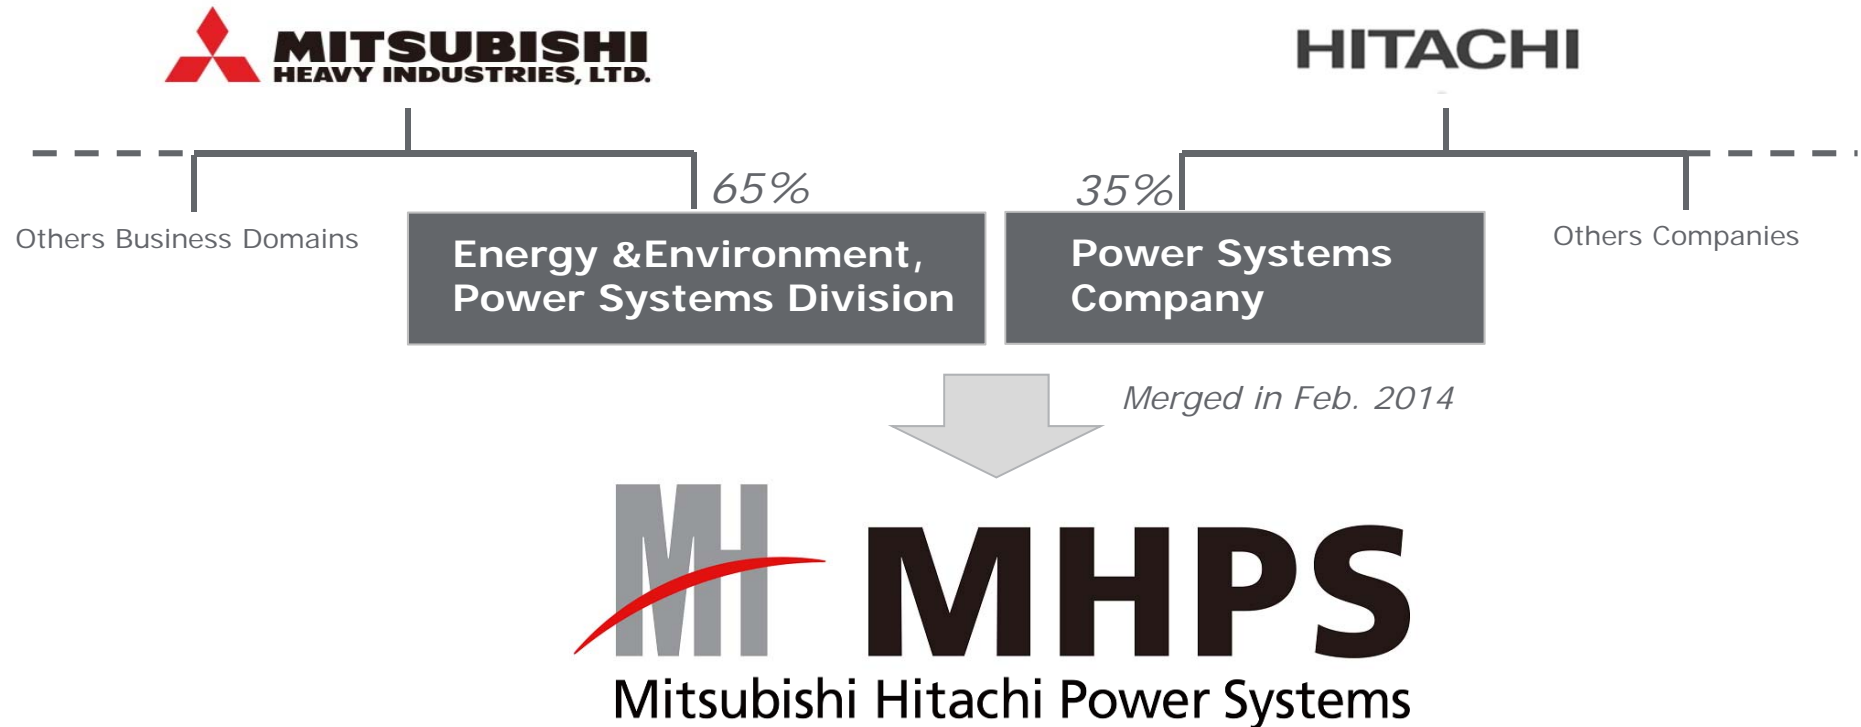 MITSUBISHI
HEAVY INDUSTRIES, LTD.
HITACHI
65%
35%
Others Business Domains
Energy &Environment,
Power Systems Division
Power Systems
Company
Others Companies
Merged in Feb. 2014
MH MHPS
Mitsubishi Hitachi Power Systems